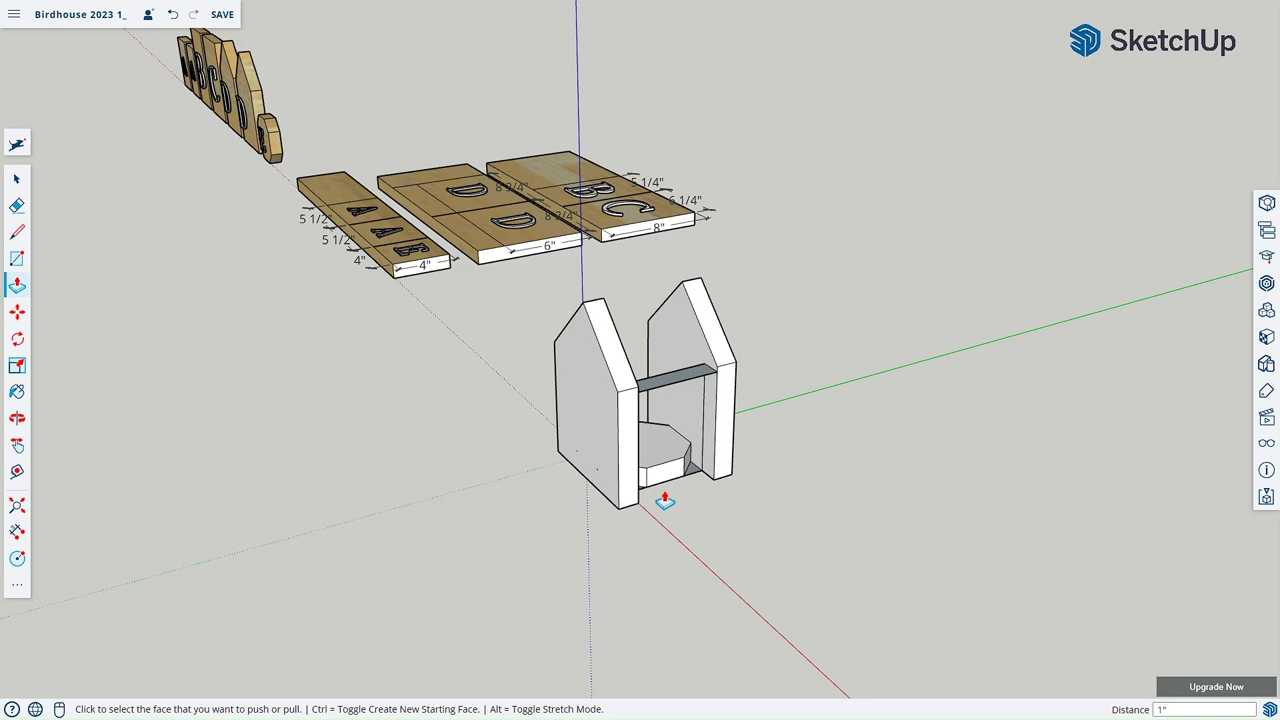 Birdhouse 2023 1_
SAVE
SketchUp
A
B
C
D
D
5 1/2"
5 1/2"
4"
4"
A
A
E
D
D
8 3/4"
8 3/4"
6"
B
C
5 1/4"
6 1/4"
8"
Upgrade Now
Click to select the face that you want to push or pull. | Ctrl = Toggle Create New Starting Face. | Alt = Toggle Stretch Mode.
Distance 1"